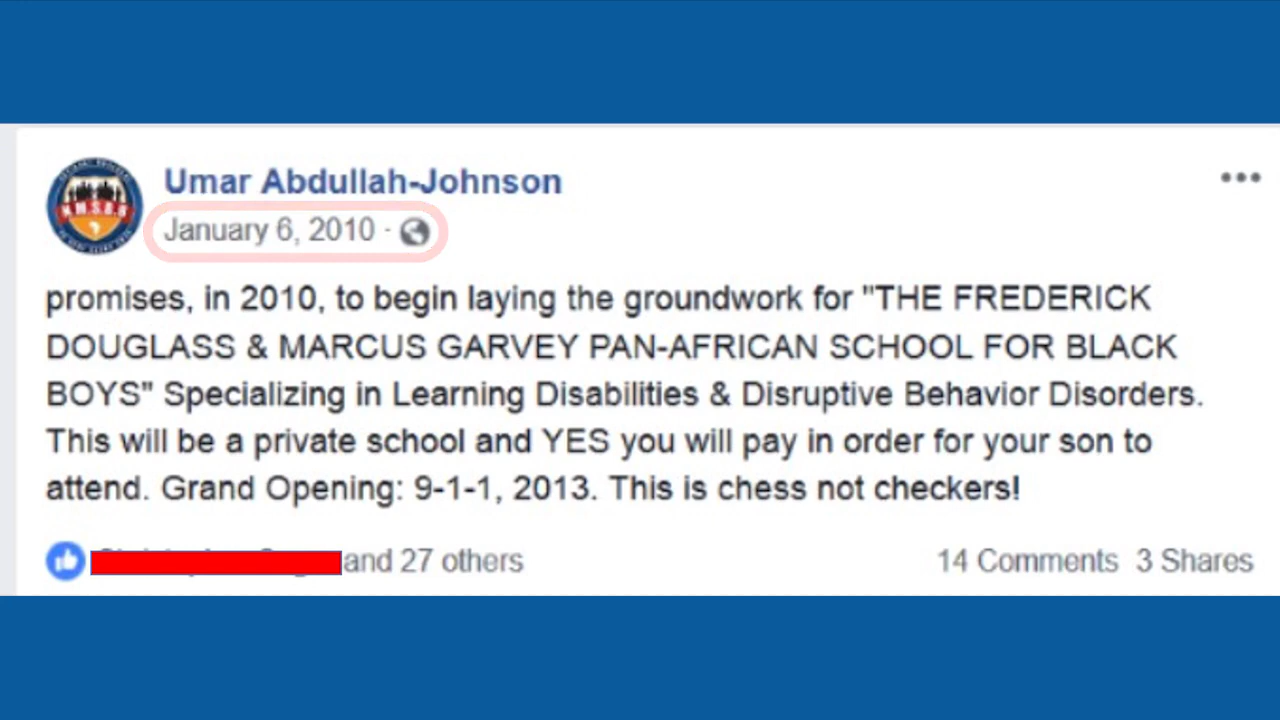 Umar Abdullah-Johnson
January 6, 2010 ·
promises, in 2010, to begin laying the groundwork for "THE FREDERICK
DOUGLASS & MARCUS GARVEY PAN-AFRICAN SCHOOL FOR BLACK
BOYS" Specializing in Learning Disabilities & Disruptive Behavior Disorders.
This will be a private school and YES you will pay in order for your son to
attend. Grand Opening: 9-1-1, 2013. This is chess not checkers!
and 27 others
14 Comments 3 Shares